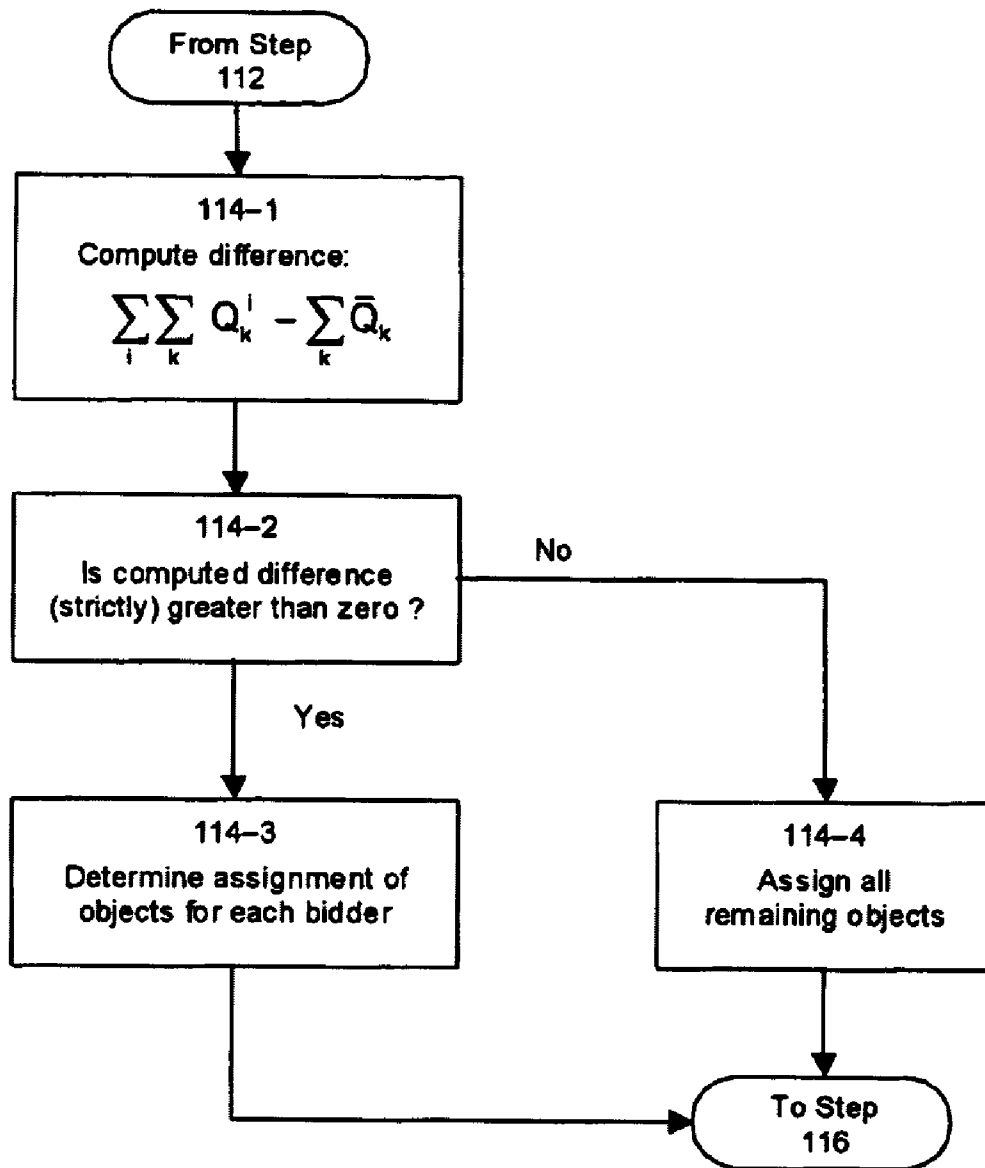 From Step
112
114–1
Compute difference:
∑i ∑k Q_k^i – ∑k Q̄_k
114–2
Is computed difference
(strictly) greater than zero ?
No
Yes
114–3
Determine assignment of
objects for each bidder
114–4
Assign all
remaining objects
To Step
116